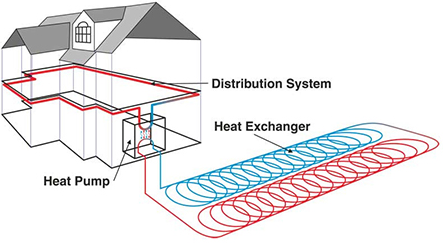 Distribution System
Heat Exchanger
Heat Pump